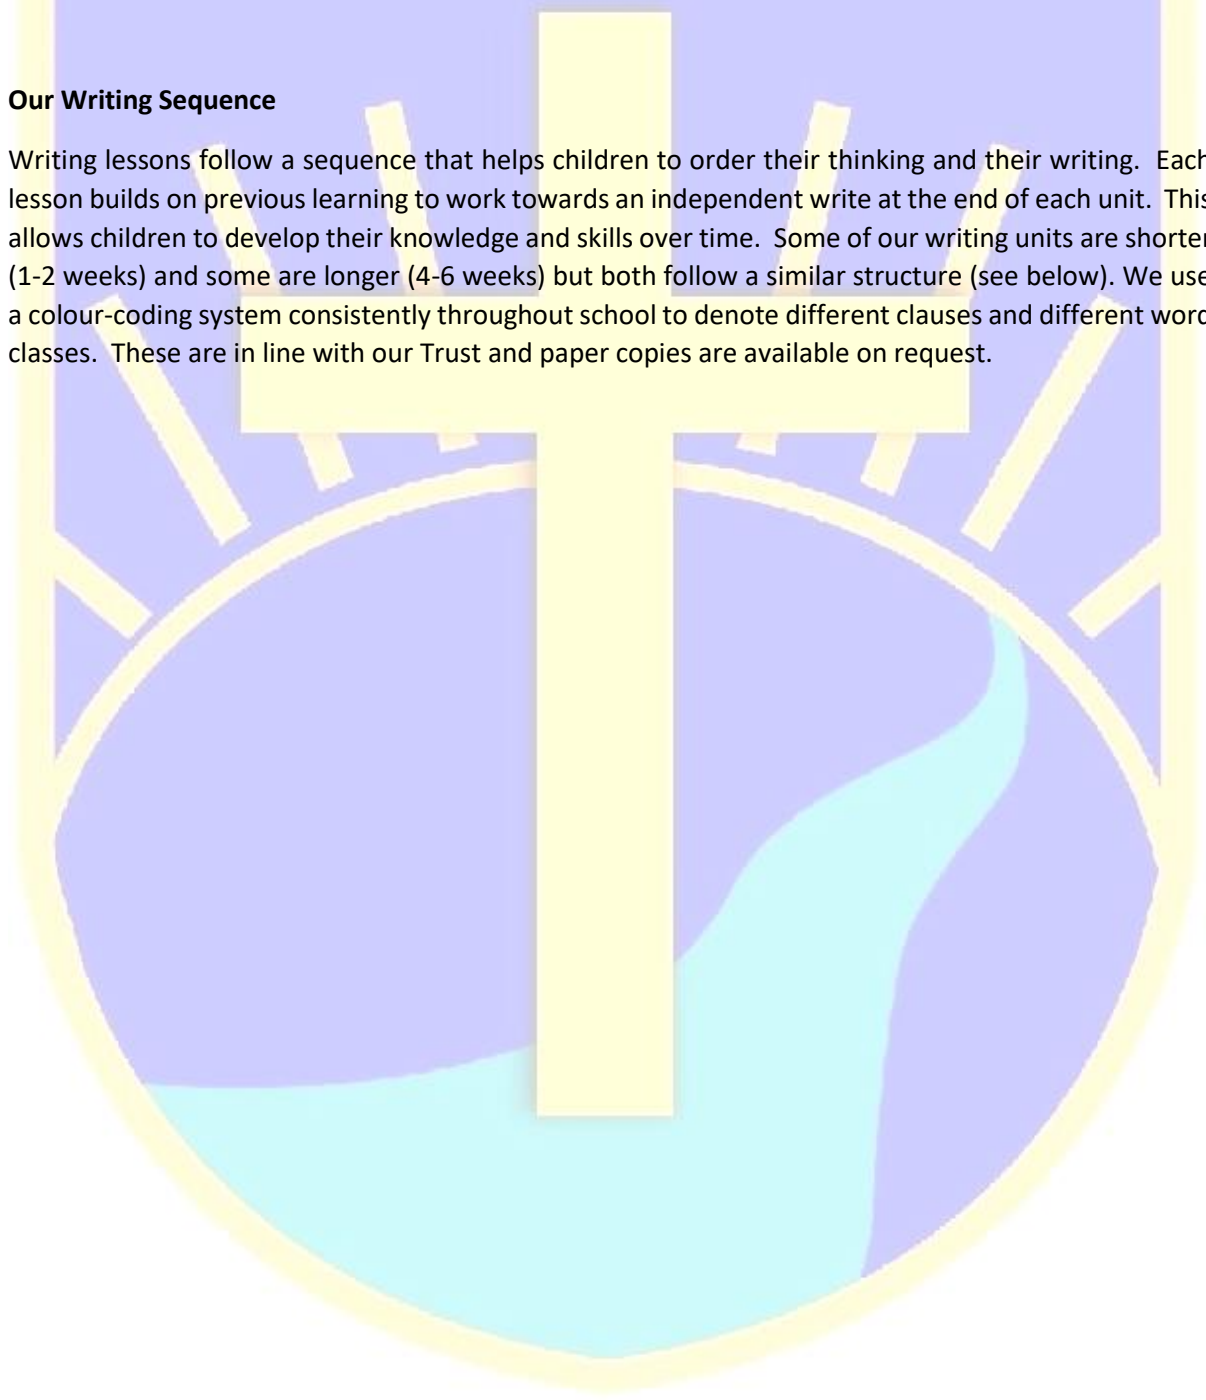 Our Writing Sequence
Writing lessons follow a sequence that helps children to order their thinking and their writing. Each
lesson builds on previous learning to work towards an independent write at the end of each unit. This
allows children to develop their knowledge and skills over time. Some of our writing units are shorter
(1-2 weeks) and some are longer (4-6 weeks) but both follow a similar structure (see below). We use
a colour-coding system consistently throughout school to denote different clauses and different word
classes. These are in line with our Trust and paper copies are available on request.